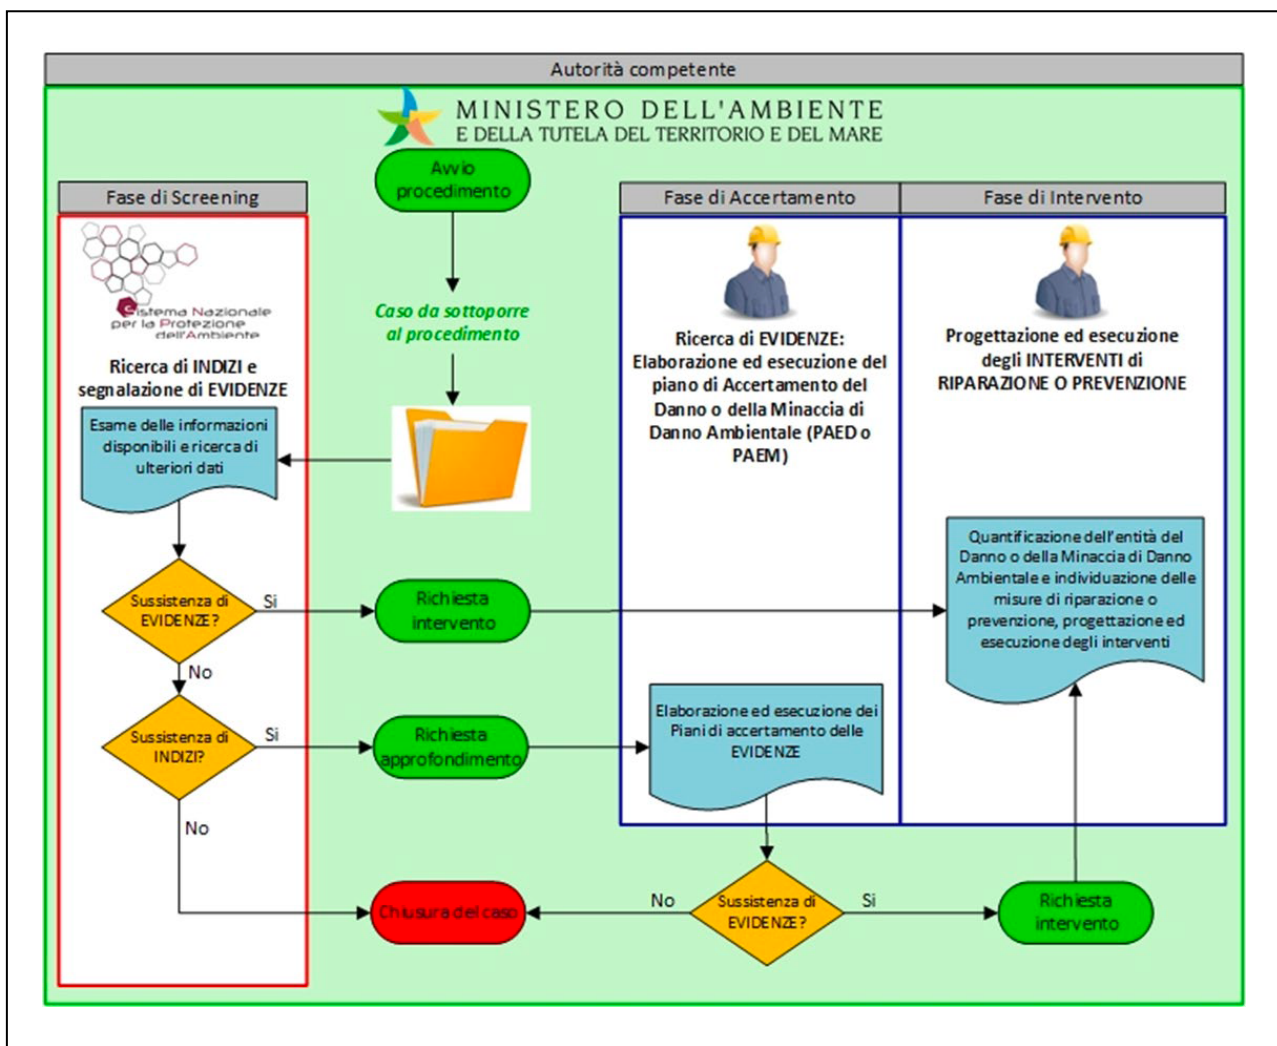 Autorità competente
MINISTERO DELL'AMBIENTE
E DELLA TUTELA DEL TERRITORIO E DEL MARE
Avvio
procedimento
Caso da sottoporre
al procedimento
Fase di Screening
Sistema Nazionale
per la Protezione
dell'Ambiente
Ricerca di INDIZI e
segnalazione di EVIDENZE
Esame delle informazioni
disponibili e ricerca di
ulteriori dati
Sussistenza di
EVIDENZE?
Si
Richiesta
intervento
No
Sussistenza di
INDIZI?
Si
Richiesta
approfondimento
No
Chiusura del caso
Fase di Accertamento
Ricerca di EVIDENZE:
Elaborazione ed esecuzione del
piano di Accertamento del
Danno o della Minaccia di
Danno Ambientale (PAED o
PAEM)
Elaborazione ed esecuzione dei
Piani di accertamento delle
EVIDENZE
No
Sussistenza di
EVIDENZE?
Si
Richiesta
intervento
Fase di Intervento
Progettazione ed esecuzione
degli INTERVENTI di
RIPARAZIONE O PREVENZIONE
Quantificazione dell'entità del
Danno o della Minaccia di Danno
Ambientale e individuazione delle
misure di riparazione o
prevenzione, progettazione ed
esecuzione degli interventi